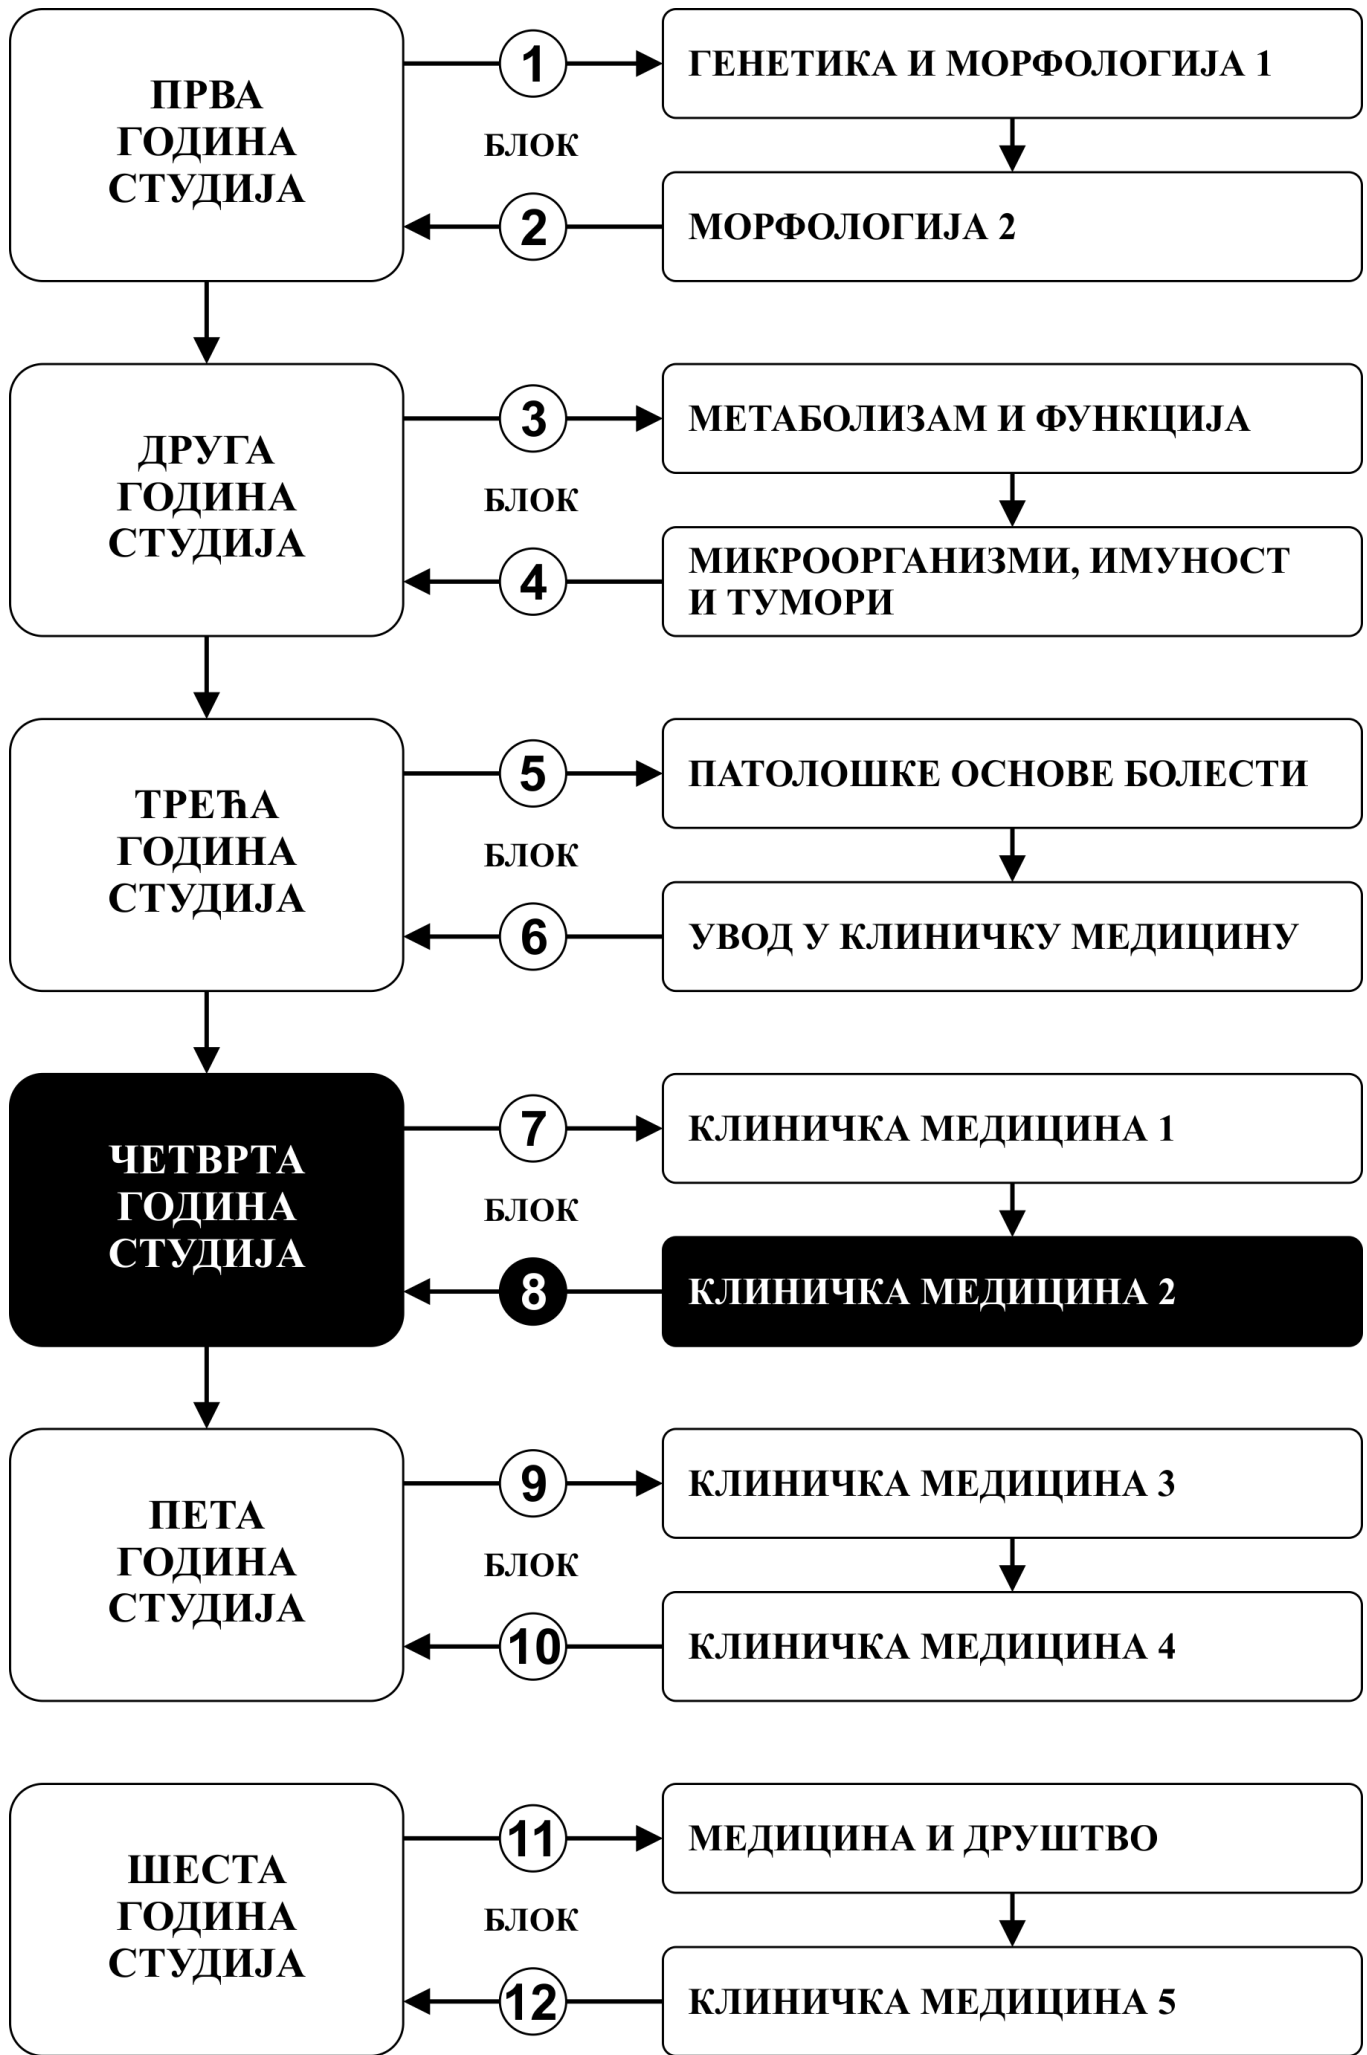 ПРВА
ГОДИНА
СТУДИЈА
1
БЛОК
2
ГЕНЕТИКА И МОРФОЛОГИЈА 1
МОРФОЛОГИЈА 2
ДРУГА
ГОДИНА
СТУДИЈА
3
БЛОК
4
МЕТАБОЛИЗАМ И ФУНКЦИЈА
МИКРООРГАНИЗМИ, ИМУНОСТ
И ТУМОРИ
ТРЕЋА
ГОДИНА
СТУДИЈА
5
БЛОК
6
ПАТОЛОШКЕ ОСНОВЕ БОЛЕСТИ
УВОД У КЛИНИЧКУ МЕДИЦИНУ
ЧЕТВРТА
ГОДИНА
СТУДИЈА
7
БЛОК
8
КЛИНИЧКА МЕДИЦИНА 1
КЛИНИЧКА МЕДИЦИНА 2
ПЕТА
ГОДИНА
СТУДИЈА
9
БЛОК
10
КЛИНИЧКА МЕДИЦИНА 3
КЛИНИЧКА МЕДИЦИНА 4
ШЕСТА
ГОДИНА
СТУДИЈА
11
БЛОК
12
МЕДИЦИНА И ДРУШТВО
КЛИНИЧКА МЕДИЦИНА 5